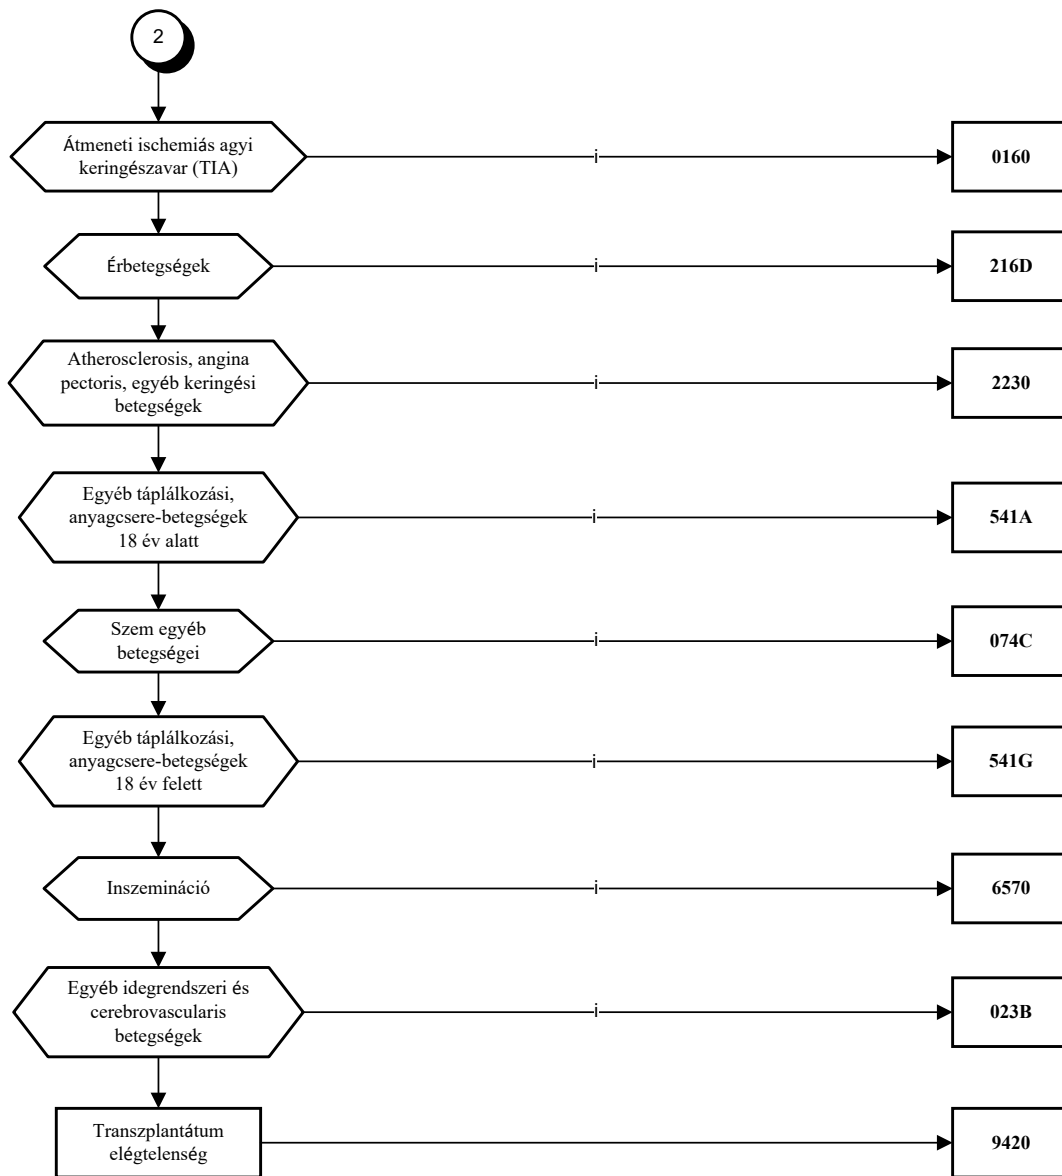 2
Átmeneti ischemiás agyi
keringészavar (TIA)
i
0160
Érbetegségek
i
216D
Atherosclerosis, angina
pectoris, egyéb keringési
betegségek
i
2230
Egyéb táplálkozási,
anyagcsere-betegségek
18 év alatt
i
541A
Szem egyéb
betegségei
i
074C
Egyéb táplálkozási,
anyagcsere-betegségek
18 év felett
i
541G
Inszemináció
i
6570
Egyéb idegrendszeri és
cerebrovascularis
betegségek
i
023B
Transzplantátum
elégtelenség
9420